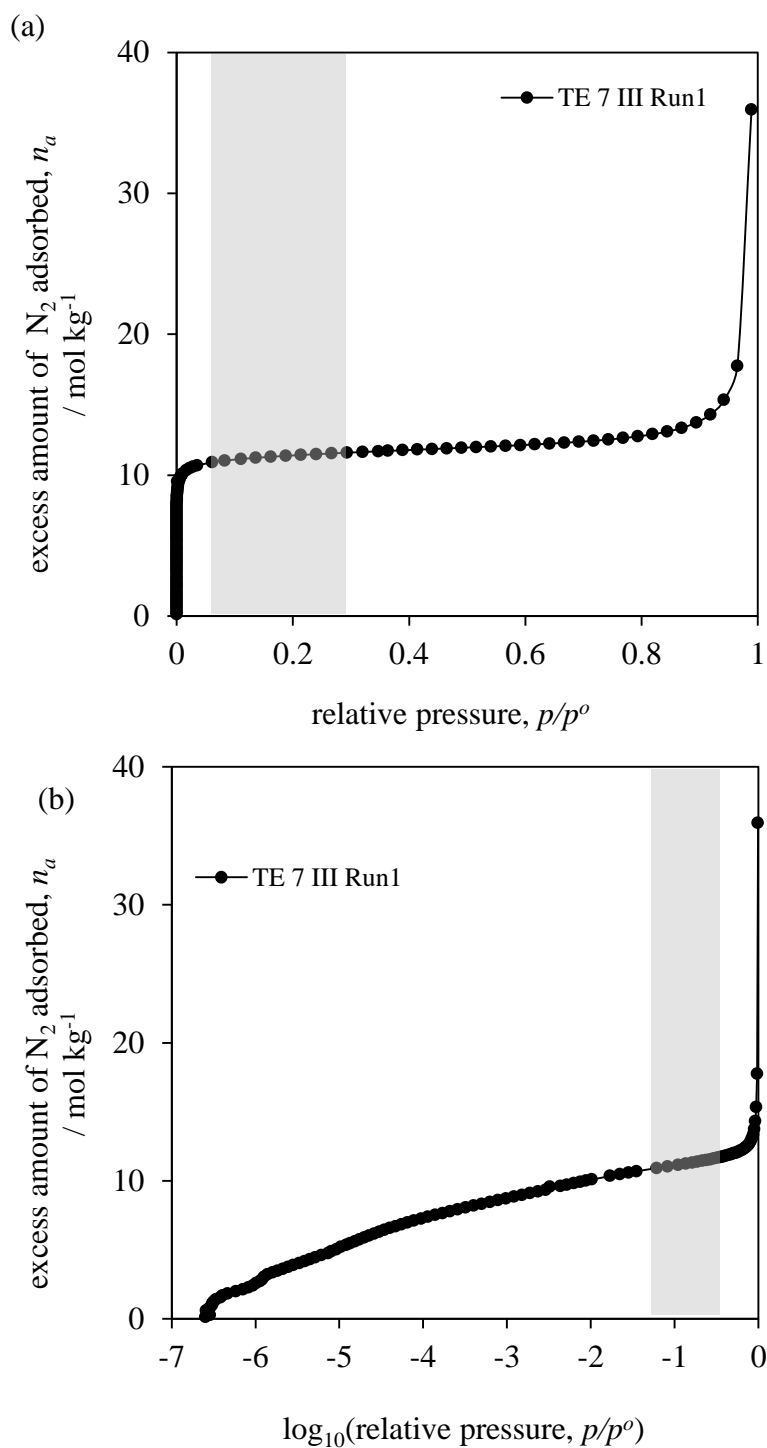 (a)
40
30
20
10
0
excess amount of N₂ adsorbed, nₐ
/ mol kg⁻¹
TE 7 III Run1
0 0.2 0.4 0.6 0.8 1
relative pressure, p/pᵒ
(b)
40
30
20
10
0
excess amount of N₂ adsorbed, nₐ
/ mol kg⁻¹
TE 7 III Run1
-7 -6 -5 -4 -3 -2 -1 0
log₁₀(relative pressure, p/pᵒ)